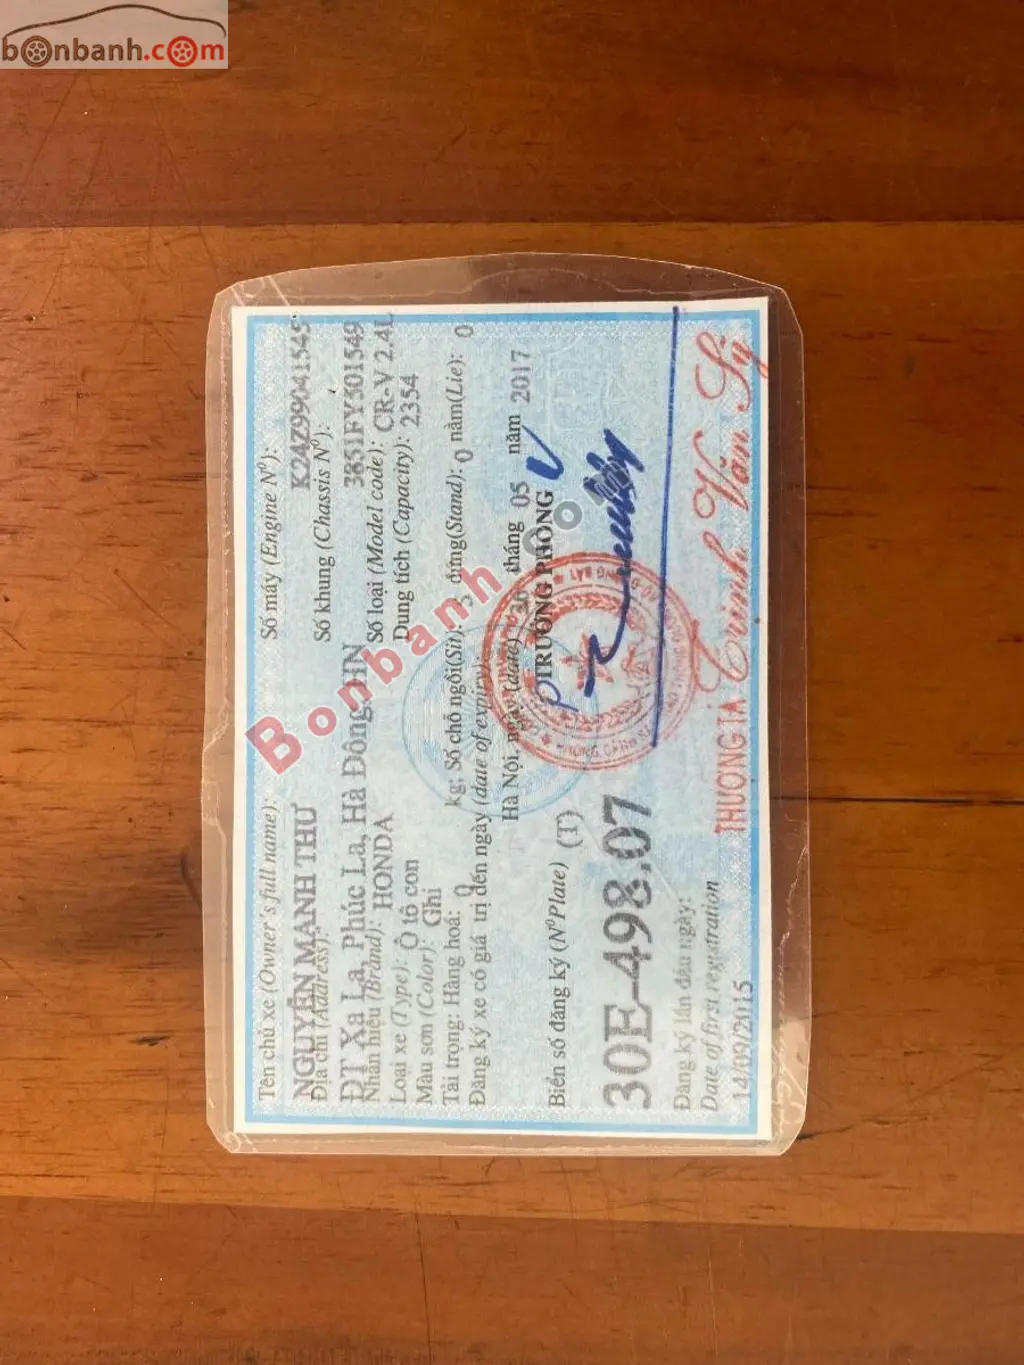 bonbanh.com
Tên chủ xe (Owner's full name): Số máy (Engine Nº):
NGUYỄN MẠNH THƯ K24Z99041545
Địa chỉ (Address): Số khung (Chassis Nº):
ĐT Xa La, Phúc La, Hà Đông, HN 3851FY501549
Nhãn hiệu (Brand): HONDA Số loại (Model code): CR-V 2.4L
Loại xe (Type): Ô tô con Dung tích (Capacity): 2354
Màu sơn (Color): Ghi
Tải trọng: Hàng hoá: 0 kg; Số chỗ ngồi(Sit): 5 đứng(Stand): 0 nằm(Lie): 0
Đăng ký xe có giá trị đến ngày (date of expiry):
Hà Nội, ngày (date) tháng 05 năm 2017
TRƯỞNG PHÒNG
Biển số đăng ký (Nº Plate) (T)
30E-498.07
Đăng ký lần đầu ngày:
Date of first registration
14/09/2015
THƯỢNG TÁ Trịnh Văn Sỹ
Bonbanh.com